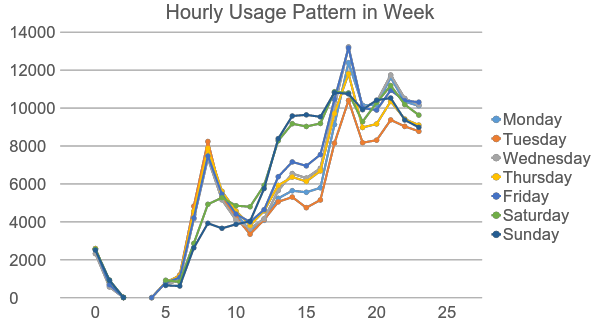 Hourly Usage Pattern in Week
14000
12000
10000
8000
6000
4000
2000
0
0 5 10 15 20 25
Monday
Tuesday
Wednesday
Thursday
Friday
Saturday
Sunday